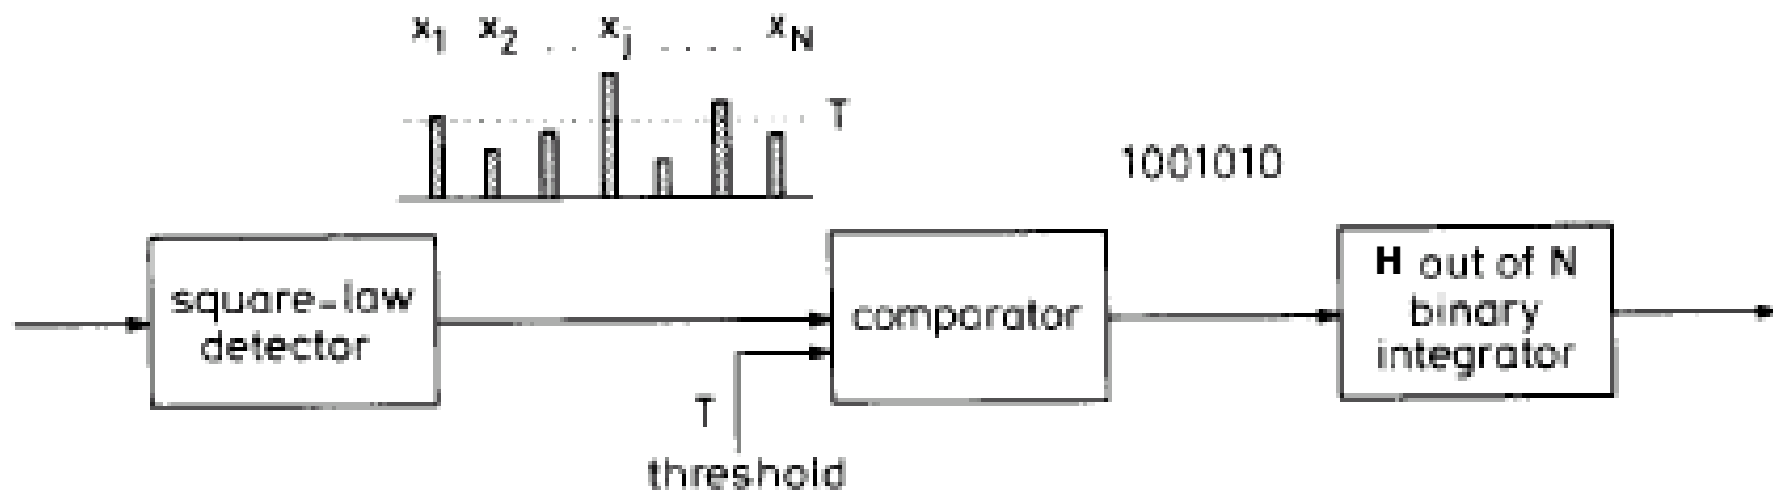 x1 x2 . . . xj . . . . . xN
T
1001010
square-law
detector
comparator
H out of N
binary
integrator
T
threshold